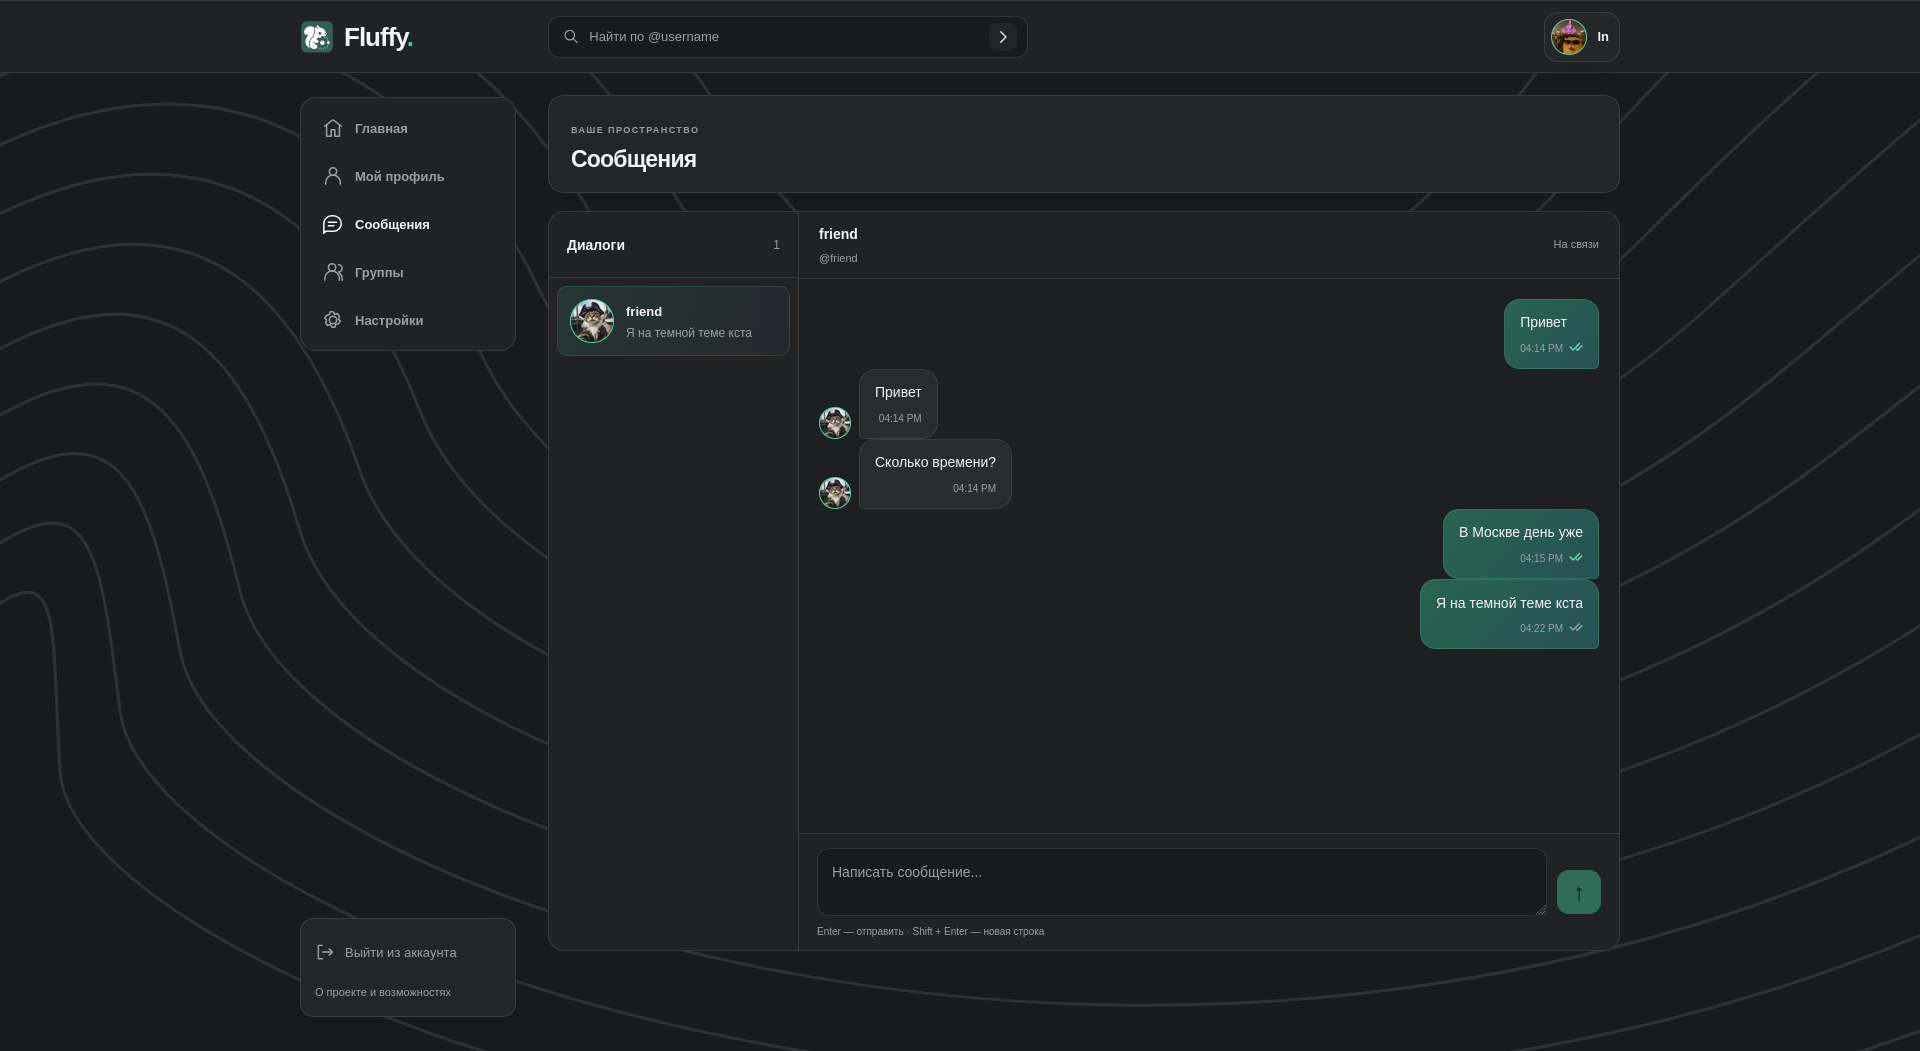 Fluffy.
Найти по @username
In
Главная
Мой профиль
Сообщения
Группы
Настройки
ВАШЕ ПРОСТРАНСТВО
Сообщения
Диалоги
1
friend
Я на темной теме кста
friend
@friend
На связи
Привет
04:14 PM
Привет
04:14 PM
Сколько времени?
04:14 PM
В Москве день уже
04:15 PM
Я на темной теме кста
04:22 PM
Написать сообщение...
↑
Enter — отправить · Shift + Enter — новая строка
Выйти из аккаунта
О проекте и возможностях